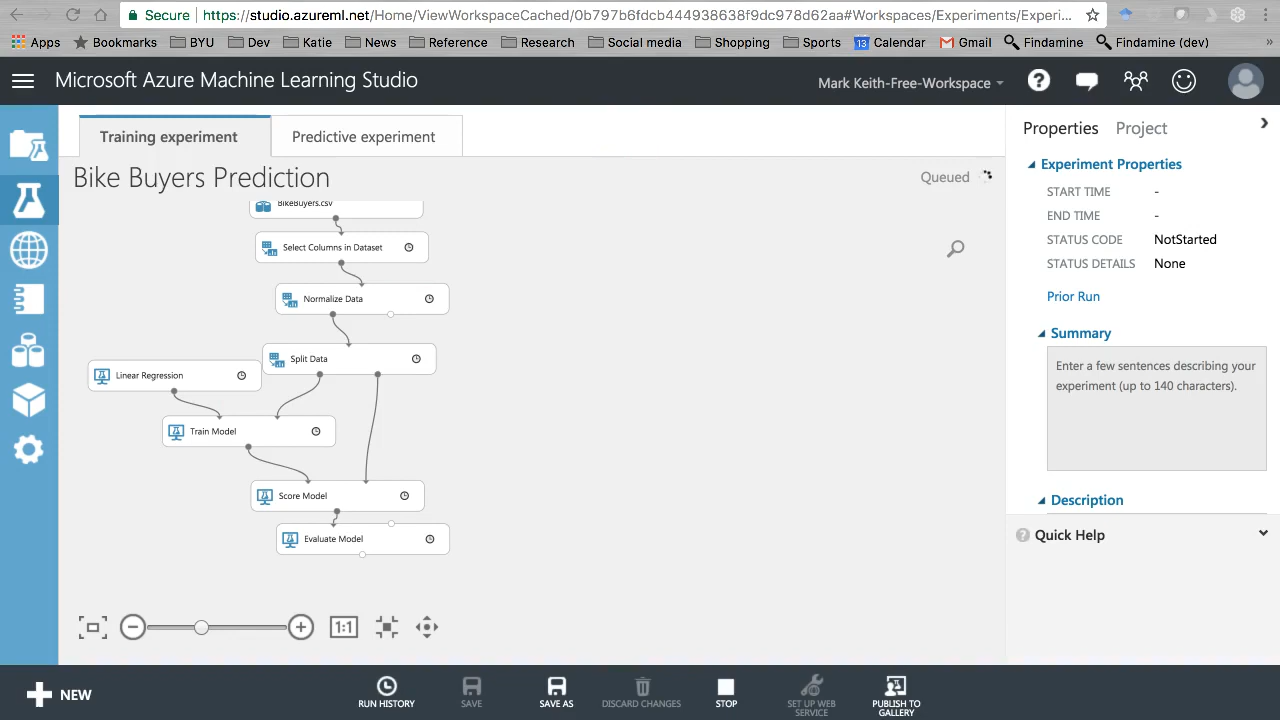 Secure
https://studio.azureml.net/Home/ViewWorkspaceCached/0b797b6fdcb444938638f9dc978d62aa#Workspaces/Experiments/Experi...
Apps
Bookmarks
BYU
Dev
Katie
News
Reference
Research
Social media
Shopping
Sports
13
Calendar
Gmail
Findamine
Findamine (dev)
»
Microsoft Azure Machine Learning Studio
Mark Keith-Free-Workspace
?
Training experiment
Predictive experiment
Properties
Project
Bike Buyers Prediction
Queued
Experiment Properties
START TIME -
END TIME -
STATUS CODE NotStarted
STATUS DETAILS None
Prior Run
Summary
Enter a few sentences describing your
experiment (up to 140 characters).
Description
? Quick Help
BikeBuyers.csv
Select Columns in Dataset
Normalize Data
Split Data
Linear Regression
Train Model
Score Model
Evaluate Model
1:1
NEW
RUN HISTORY
SAVE
SAVE AS
DISCARD CHANGES
STOP
SET UP WEB
SERVICE
PUBLISH TO
GALLERY